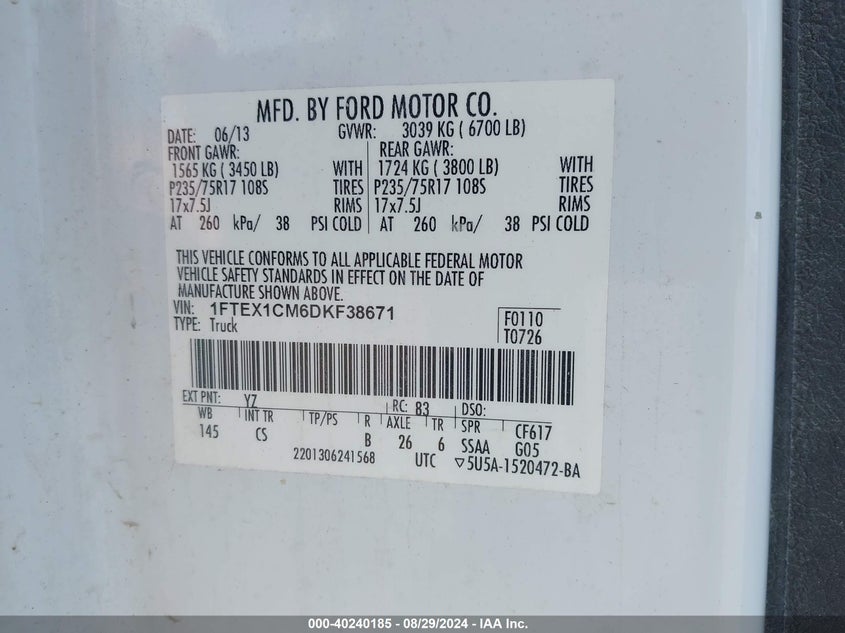 MFD. BY FORD MOTOR CO.
DATE: 06/13 GVWR: 3039 KG ( 6700 LB)
FRONT GAWR: REAR GAWR:
1565 KG ( 3450 LB) WITH 1724 KG ( 3800 LB) WITH
P235/75R17 108S TIRES P235/75R17 108S TIRES
17x7.5J RIMS 17x7.5J RIMS
AT 260 kPa/ 38 PSI COLD AT 260 kPa/ 38 PSI COLD
THIS VEHICLE CONFORMS TO ALL APPLICABLE FEDERAL MOTOR
VEHICLE SAFETY STANDARDS IN EFFECT ON THE DATE OF
MANUFACTURE SHOWN ABOVE.
VIN: 1FTEX1CM6DKF38671 F0110
TYPE: Truck T0726
EXT PNT: YZ RC: 83 DSO:
WB INT TR TP/PS R AXLE TR SPR CF617
145 CS B 26 6 SSAA G05
2201306241568 UTC ▽5U5A-1520472-BA
000-40240185 - 08/29/2024 - IAA Inc.